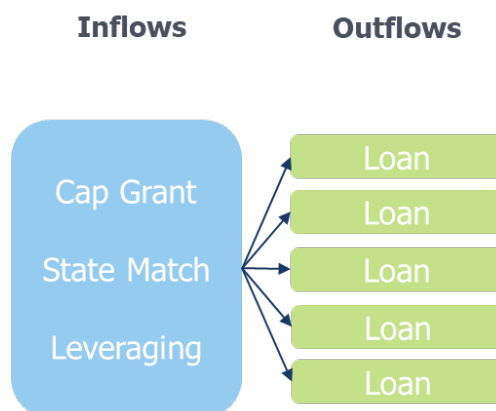 Inflows
Outflows
Cap Grant
State Match
Leveraging
Loan
Loan
Loan
Loan
Loan